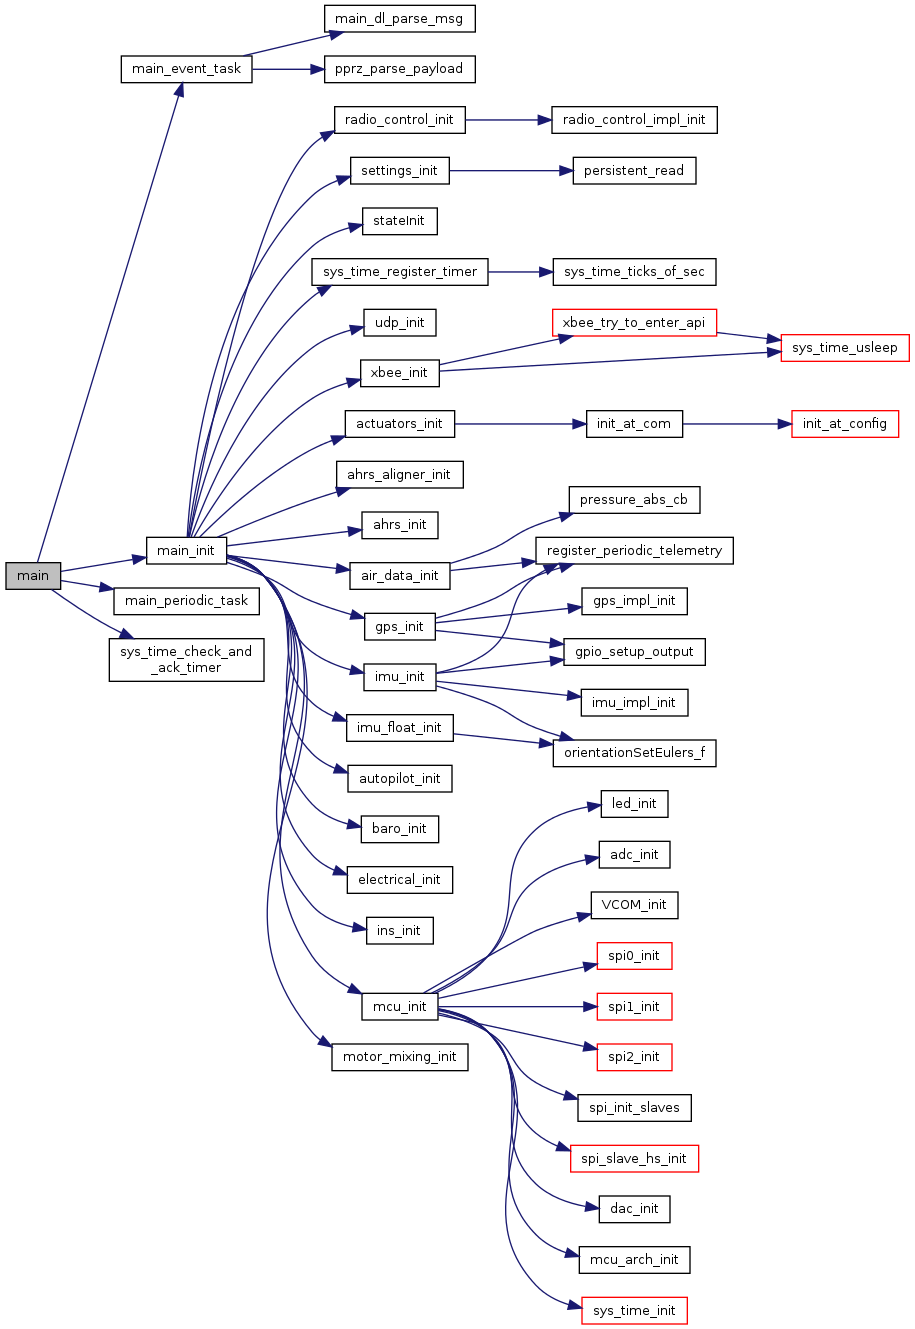 main_dl_parse_msg
main_event_task
pprz_parse_payload
radio_control_init
radio_control_impl_init
settings_init
persistent_read
stateInit
sys_time_register_timer
sys_time_ticks_of_sec
udp_init
xbee_try_to_enter_api
sys_time_usleep
xbee_init
actuators_init
init_at_com
init_at_config
ahrs_aligner_init
pressure_abs_cb
ahrs_init
main_init
register_periodic_telemetry
main
air_data_init
main_periodic_task
gps_impl_init
gps_init
sys_time_check_and
_ack_timer
gpio_setup_output
imu_init
imu_impl_init
imu_float_init
orientationSetEulers_f
autopilot_init
led_init
baro_init
adc_init
electrical_init
VCOM_init
ins_init
spi0_init
mcu_init
spi1_init
motor_mixing_init
spi2_init
spi_init_slaves
spi_slave_hs_init
dac_init
mcu_arch_init
sys_time_init